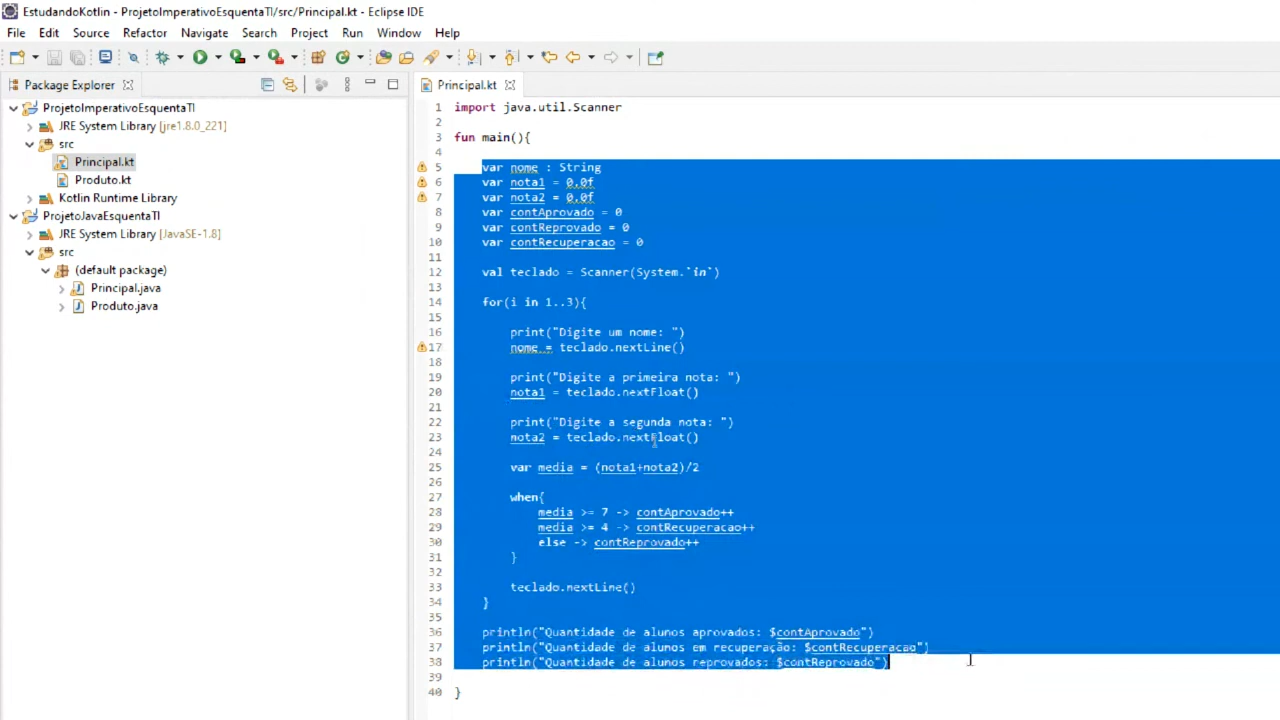 EstudandoKotlin - ProjetoImperativoEsquentaTI/src/Principal.kt - Eclipse IDE
File Edit Source Refactor Navigate Search Project Run Window Help
Package Explorer
Principal.kt
ProjetoImperativoEsquentaTI
JRE System Library [jre1.8.0_221]
src
Principal.kt
Produto.kt
Kotlin Runtime Library
ProjetoJavaEsquentaTI
JRE System Library [JavaSE-1.8]
src
(default package)
Principal.java
Produto.java
1 import java.util.Scanner
2
3 fun main(){
4
5 var nome : String
6 var nota1 = 0.0f
7 var nota2 = 0.0f
8 var contAprovado = 0
9 var contReprovado = 0
10 var contRecuperacao = 0
11
12 val teclado = Scanner(System.`in`)
13
14 for(i in 1..3){
15
16 print("Digite um nome: ")
17 nome = teclado.nextLine()
18
19 print("Digite a primeira nota: ")
20 nota1 = teclado.nextFloat()
21
22 print("Digite a segunda nota: ")
23 nota2 = teclado.nextFloat()
24
25 var media = (nota1+nota2)/2
26
27 when{
28 media >= 7 -> contAprovado++
29 media >= 4 -> contRecuperacao++
30 else -> contReprovado++
31 }
32
33 teclado.nextLine()
34 }
35
36 println("Quantidade de alunos aprovados: $contAprovado")
37 println("Quantidade de alunos em recuperação: $contRecuperacao")
38 println("Quantidade de alunos reprovados: $contReprovado")
39
40 }